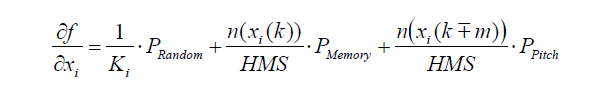 ∂f/∂x_i = 1/K_i · P_Random + n(x_i(k))/HMS · P_Memory + n(x_i(k∓m))/HMS · P_Pitch